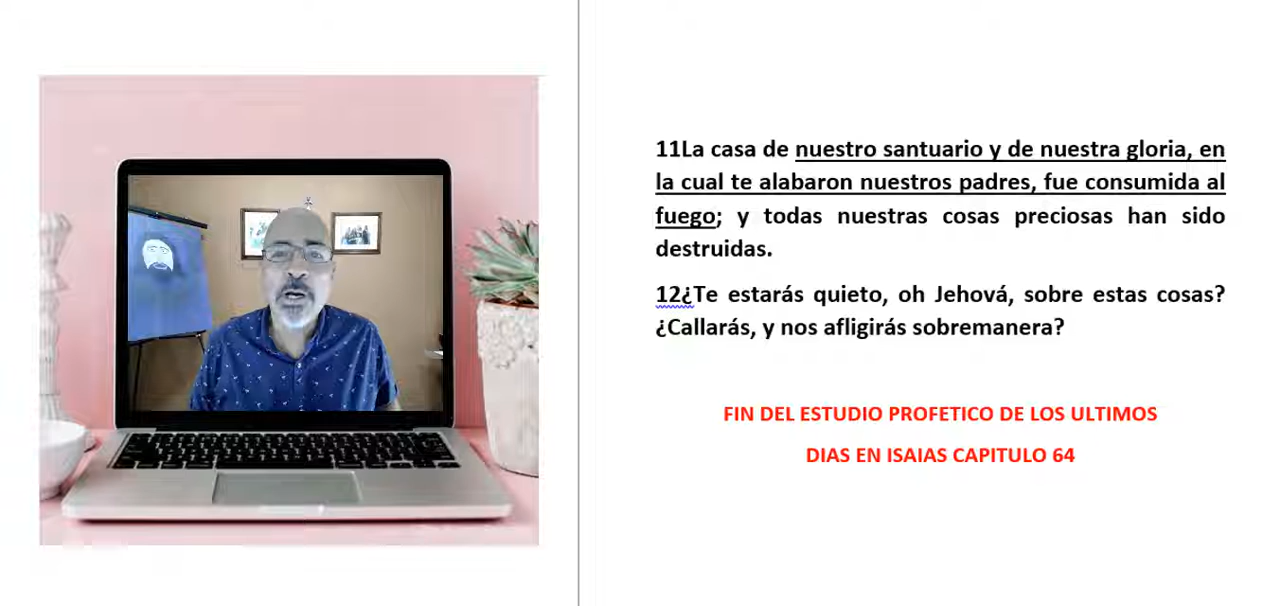 11La casa de nuestro santuario y de nuestra gloria, en
la cual te alabaron nuestros padres, fue consumida al
fuego; y todas nuestras cosas preciosas han sido
destruidas.
12¿Te estarás quieto, oh Jehová, sobre estas cosas?
¿Callarás, y nos afligirás sobremanera?
FIN DEL ESTUDIO PROFETICO DE LOS ULTIMOS
DIAS EN ISAIAS CAPITULO 64